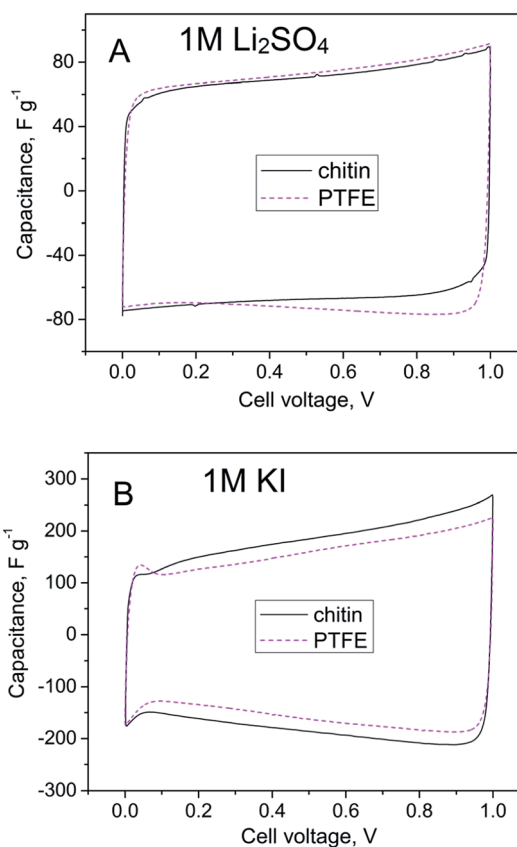 A
1M Li₂SO₄
Capacitance, F g⁻¹
80
40
0
-40
-80
chitin
PTFE
0.0 0.2 0.4 0.6 0.8 1.0
Cell voltage, V
B
1M KI
Capacitance, F g⁻¹
300
200
100
0
-100
-200
-300
chitin
PTFE
0.0 0.2 0.4 0.6 0.8 1.0
Cell voltage, V